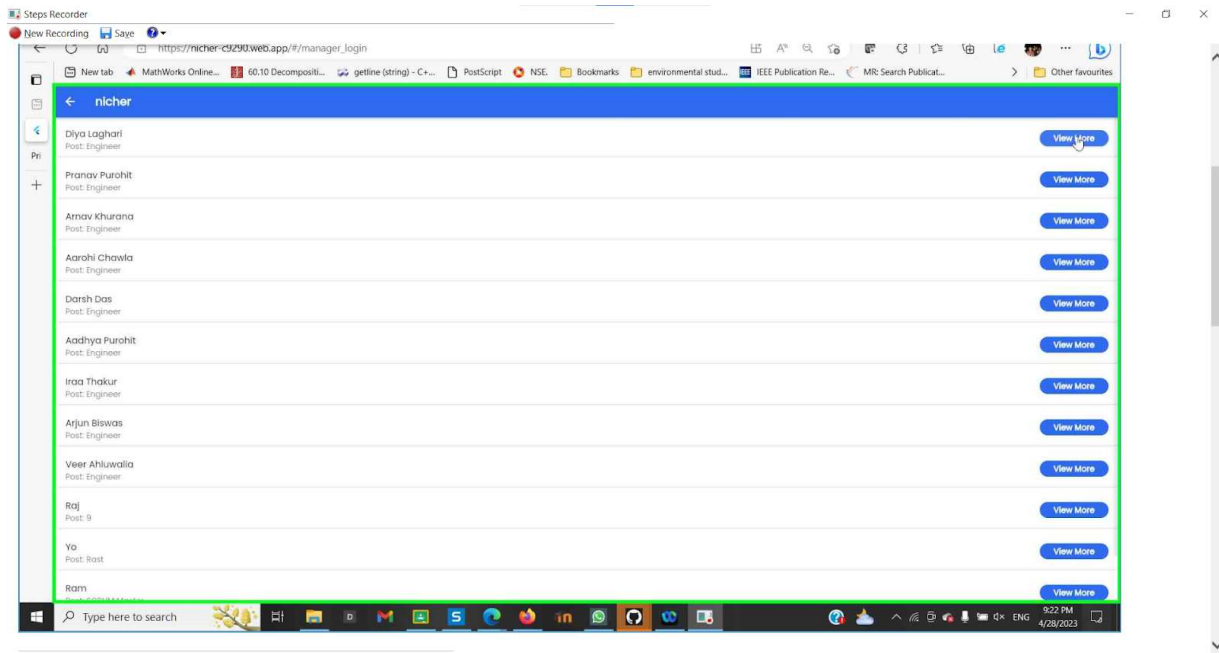 Steps Recorder
New Recording Save
https://nicher-c9290.web.app/#/manager_login
New tab MathWorks Online... 60.10 Decompositi... getline (string) - C+... PostScript NSE. Bookmarks environmental stud... IEEE Publication Re... MR: Search Publicat... Other favourites
nicher
Diya Laghari
Post: Engineer
View More
Pri
Pranav Purohit
Post: Engineer
View More
Arnav Khurana
Post: Engineer
View More
Aarohi Chawla
Post: Engineer
View More
Darsh Das
Post: Engineer
View More
Aadhya Purohit
Post: Engineer
View More
Iraa Thakur
Post: Engineer
View More
Arjun Biswas
Post: Engineer
View More
Veer Ahluwalia
Post: Engineer
View More
Raj
Post: 9
View More
Yo
Post: Rast
View More
Ram
View More
Type here to search
ENG
9:22 PM
4/28/2023